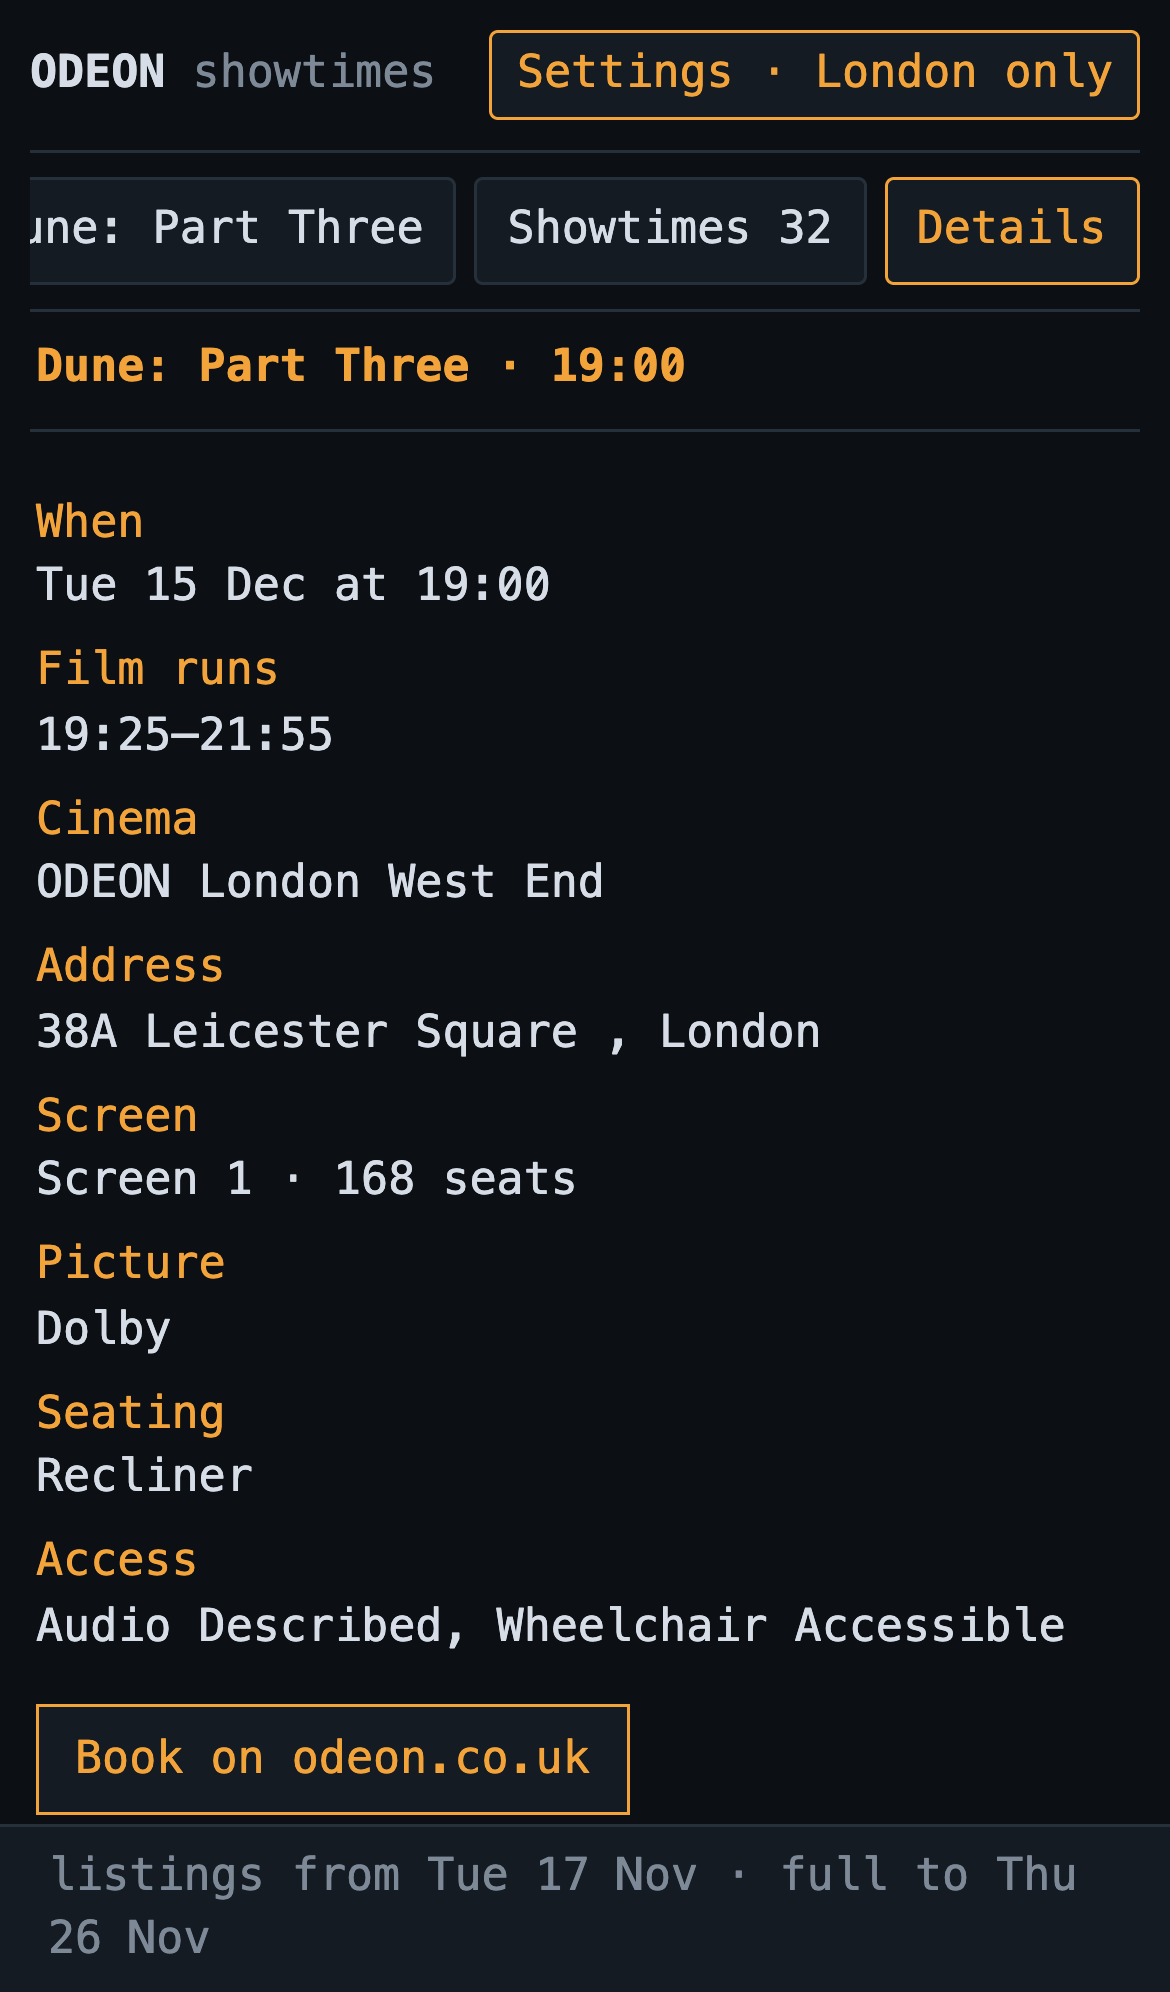 ODEON showtimes
Settings · London only
une: Part Three
Showtimes 32
Details
Dune: Part Three · 19:00
When
Tue 15 Dec at 19:00
Film runs
19:25–21:55
Cinema
ODEON London West End
Address
38A Leicester Square , London
Screen
Screen 1 · 168 seats
Picture
Dolby
Seating
Recliner
Access
Audio Described, Wheelchair Accessible
Book on odeon.co.uk
listings from Tue 17 Nov · full to Thu
26 Nov